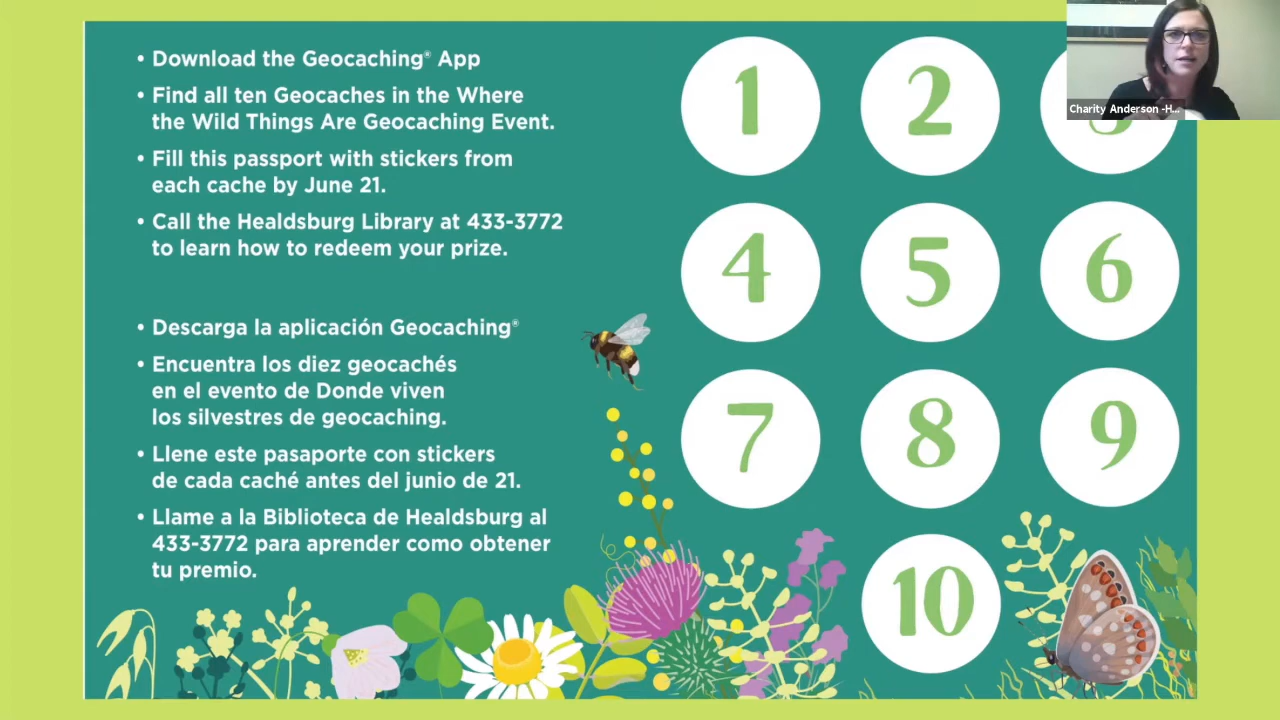 • Download the Geocaching® App
• Find all ten Geocaches in the Where
the Wild Things Are Geocaching Event.
• Fill this passport with stickers from
each cache by June 21.
• Call the Healdsburg Library at 433-3772
to learn how to redeem your prize.
• Descarga la aplicación Geocaching®
• Encuentra los diez geocachés
en el evento de Donde viven
los silvestres de geocaching.
• Llene este pasaporte con stickers
de cada caché antes del junio de 21.
• Llame a la Biblioteca de Healdsburg al
433-3772 para aprender como obtener
tu premio.
1 2
4 5 6
7 8 9
10
Charity Anderson -H...